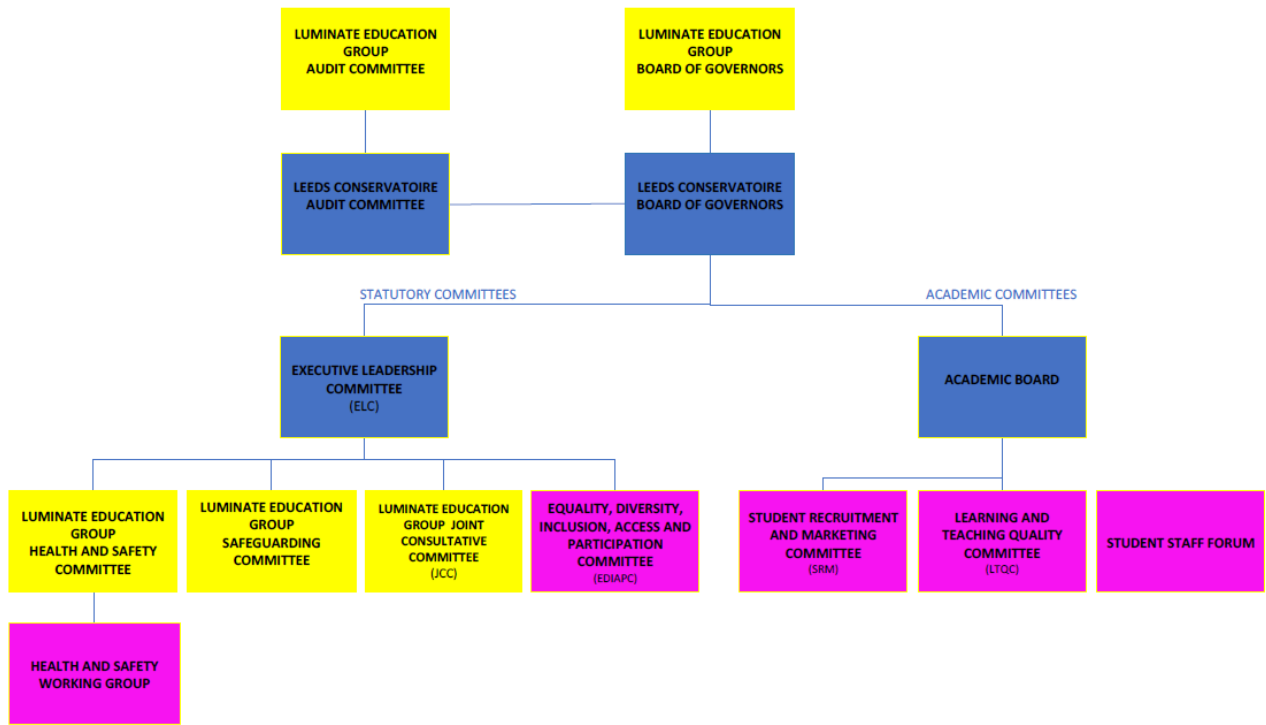 LUMINATE EDUCATION
GROUP
AUDIT COMMITTEE
LUMINATE EDUCATION
GROUP
BOARD OF GOVERNORS
LEEDS CONSERVATOIRE
AUDIT COMMITTEE
LEEDS CONSERVATOIRE
BOARD OF GOVERNORS
STATUTORY COMMITTEES
ACADEMIC COMMITTEES
EXECUTIVE LEADERSHIP
COMMITTEE
(ELC)
ACADEMIC BOARD
LUMINATE EDUCATION
GROUP
HEALTH AND SAFETY
COMMITTEE
LUMINATE EDUCATION
GROUP
SAFEGUARDING
COMMITTEE
LUMINATE EDUCATION
GROUP JOINT
CONSULTATIVE
COMMITTEE
(JCC)
EQUALITY, DIVERSITY,
INCLUSION, ACCESS AND
PARTICIPATION
COMMITTEE
(EDIAPC)
STUDENT RECRUITMENT
AND MARKETING
COMMITTEE
(SRM)
LEARNING AND
TEACHING QUALITY
COMMITTEE
(LTQC)
STUDENT STAFF FORUM
HEALTH AND SAFETY
WORKING GROUP